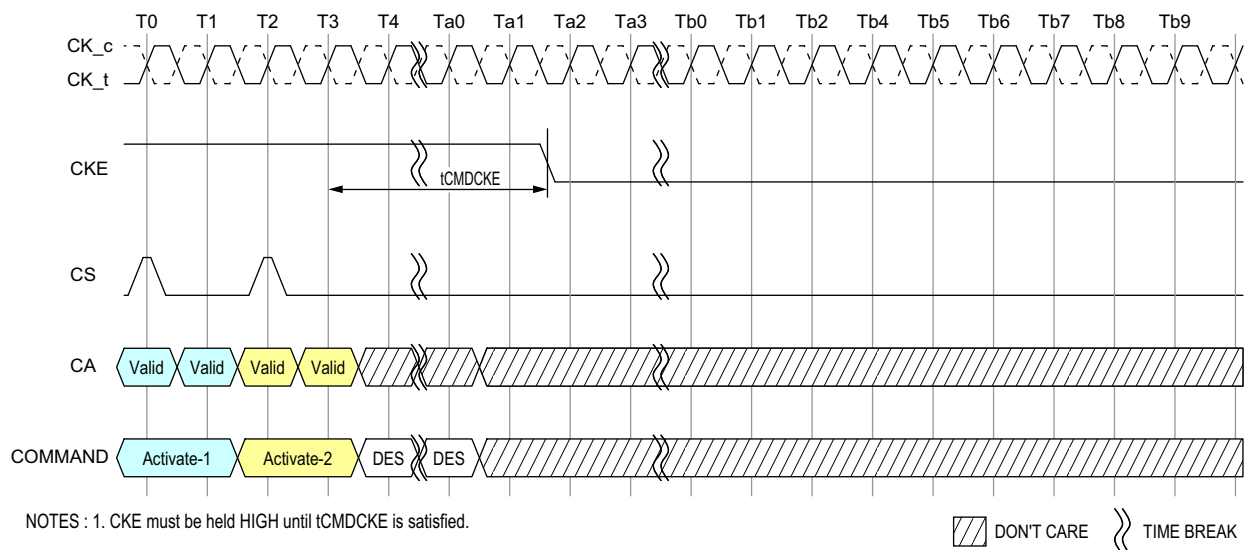 T0 T1 T2 T3 T4 Ta0 Ta1 Ta2 Ta3 Tb0 Tb1 Tb2 Tb4 Tb5 Tb6 Tb7 Tb8 Tb9
CK_c
CK_t
CKE
tCMDCKE
CS
CA Valid Valid Valid Valid
COMMAND Activate-1 Activate-2 DES DES
NOTES : 1. CKE must be held HIGH until tCMDCKE is satisfied.
DON'T CARE TIME BREAK